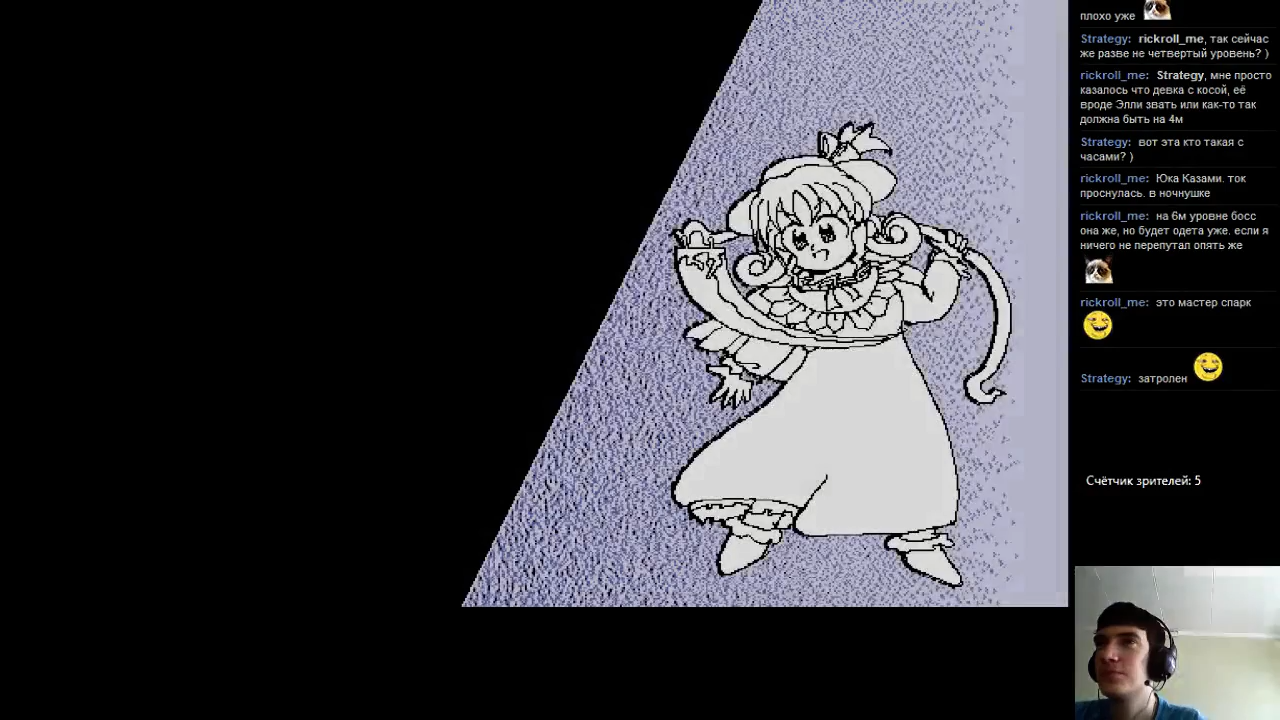 плохо уже
Strategy: rickroll_me, так сейчас
же разве не четвертый уровень? )
rickroll_me: Strategy, мне просто
казалось что девка с косой, её
вроде Элли звать или как-то так
должна быть на 4м
Strategy: вот эта кто такая с
часами? )
rickroll_me: Юка Казами. ток
проснулась. в ночнушке
rickroll_me: на 6м уровне босс
она же, но будет одета уже. если я
ничего не перепутал опять же
rickroll_me: это мастер спарк
Strategy: затролен
Счётчик зрителей: 5